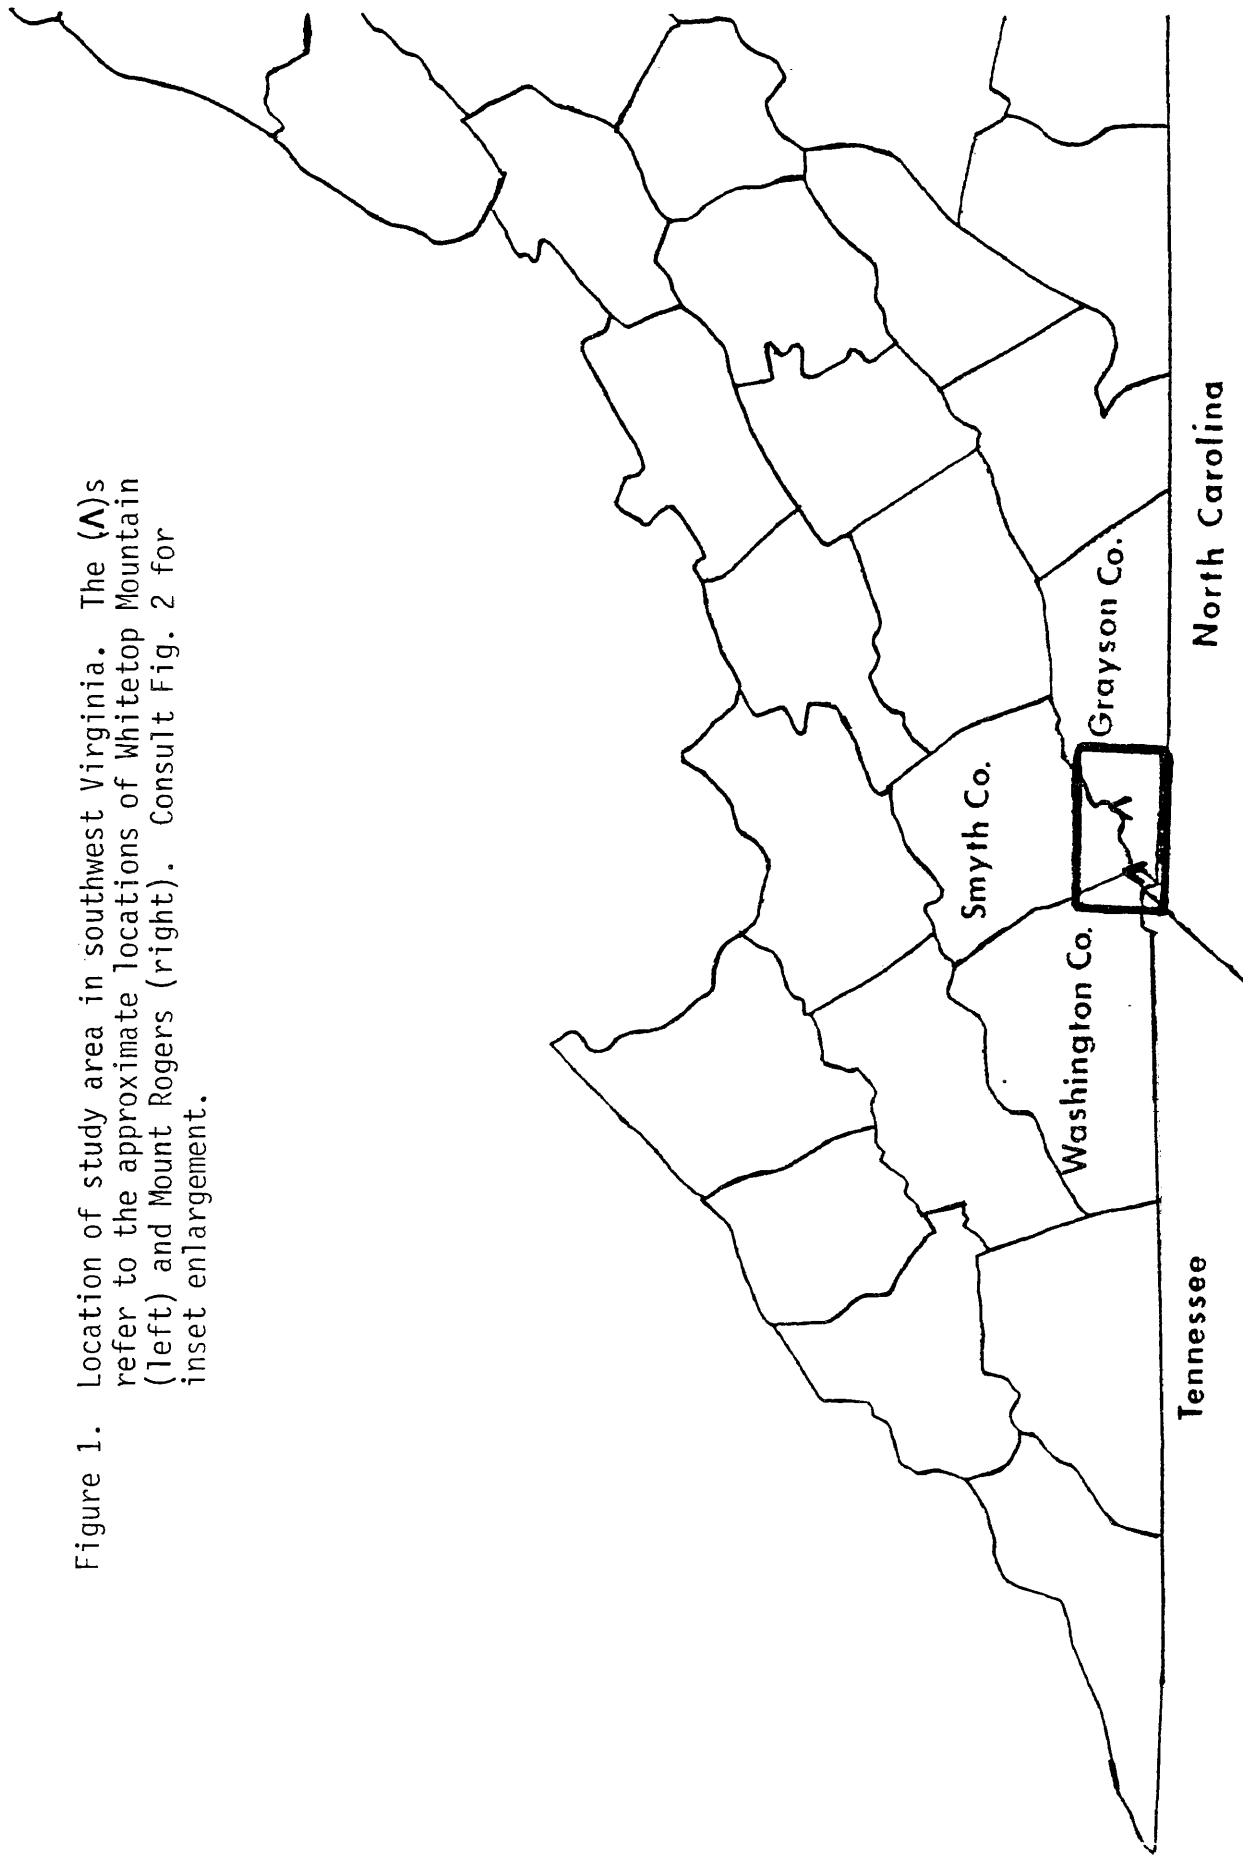 Figure 1. Location of study area in southwest Virginia. The (Λ)s
refer to the approximate locations of Whitetop Mountain
(left) and Mount Rogers (right). Consult Fig. 2 for
inset enlargement.
Smyth Co.
Washington Co.
Grayson Co.
Tennessee
North Carolina